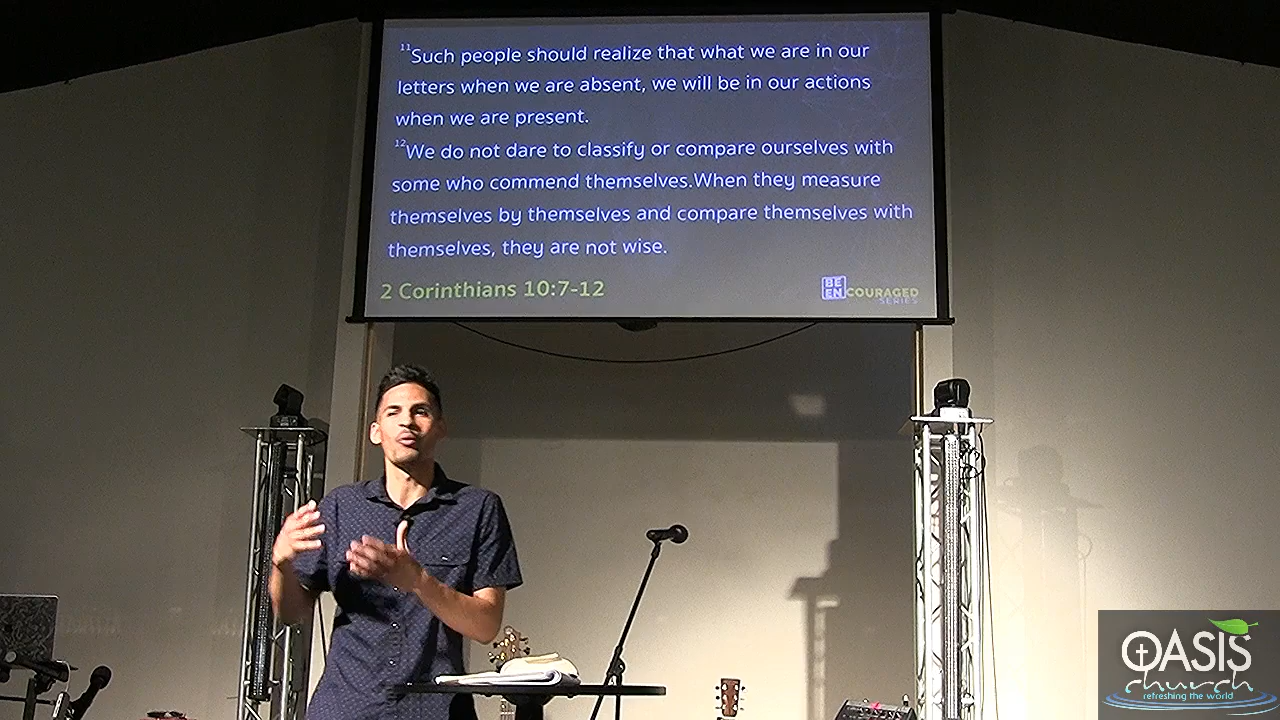 ¹¹Such people should realize that what we are in our
letters when we are absent, we will be in our actions
when we are present.
¹²We do not dare to classify or compare ourselves with
some who commend themselves.When they measure
themselves by themselves and compare themselves with
themselves, they are not wise.
2 Corinthians 10:7-12
BE
EN COURAGED
SERIES
OASIS
church
refreshing the world